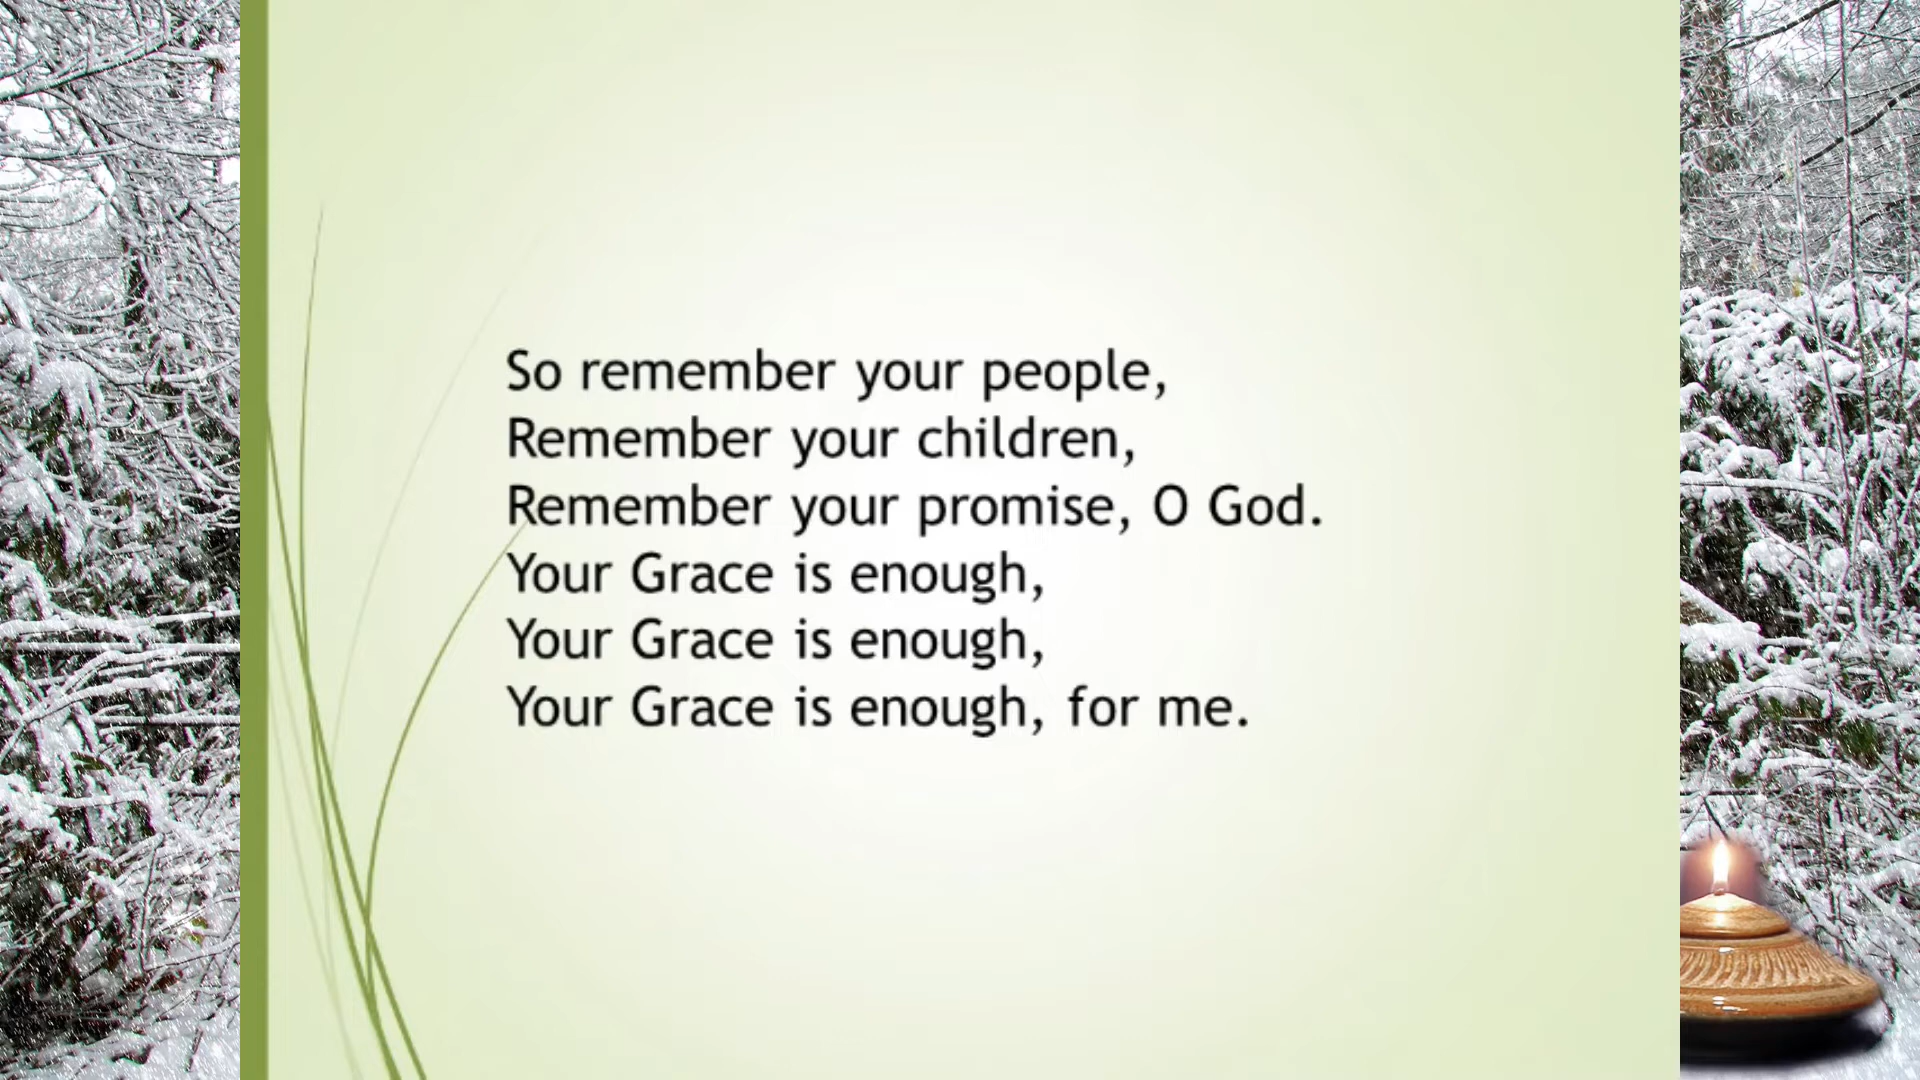 So remember your people,
Remember your children,
Remember your promise, O God.
Your Grace is enough,
Your Grace is enough,
Your Grace is enough, for me.